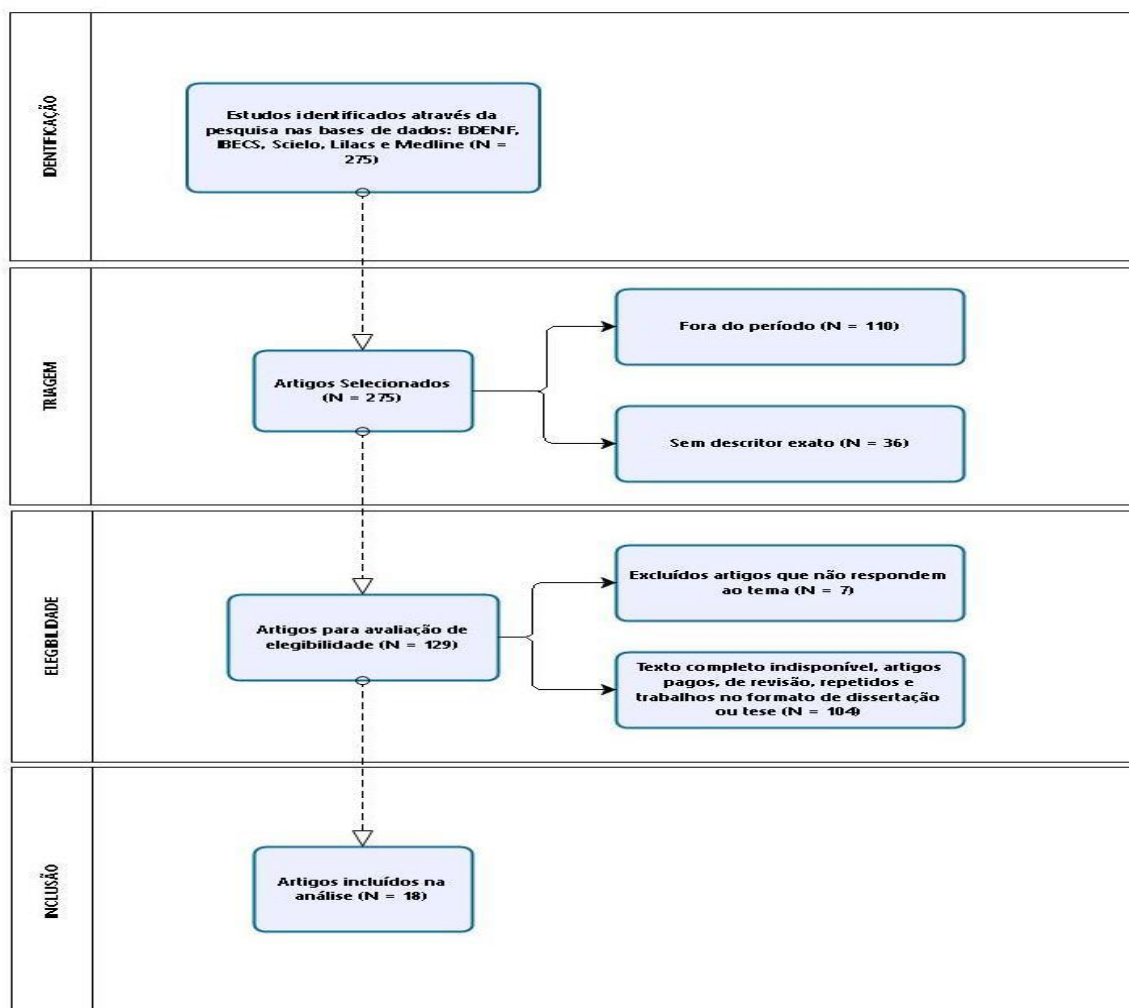 IDENTIFICAÇÃO
Estudos identificados através da
pesquisa nas bases de dados: BDENF,
IBECS, Scielo, Lilacs e Medline (N =
275)
TRIAGEM
Artigos Selecionados
(N = 275)
Fora do período (N = 110)
Sem descritor exato (N = 36)
ELEGIBILIDADE
Artigos para avaliação de
elegibilidade (N = 129)
Excluídos artigos que não respondem
ao tema (N = 7)
Texto completo indisponível, artigos
pagos, de revisão, repetidos e
trabalhos no formato de dissertação
ou tese (N = 104)
INCLUSÃO
Artigos incluídos na
análise (N = 18)